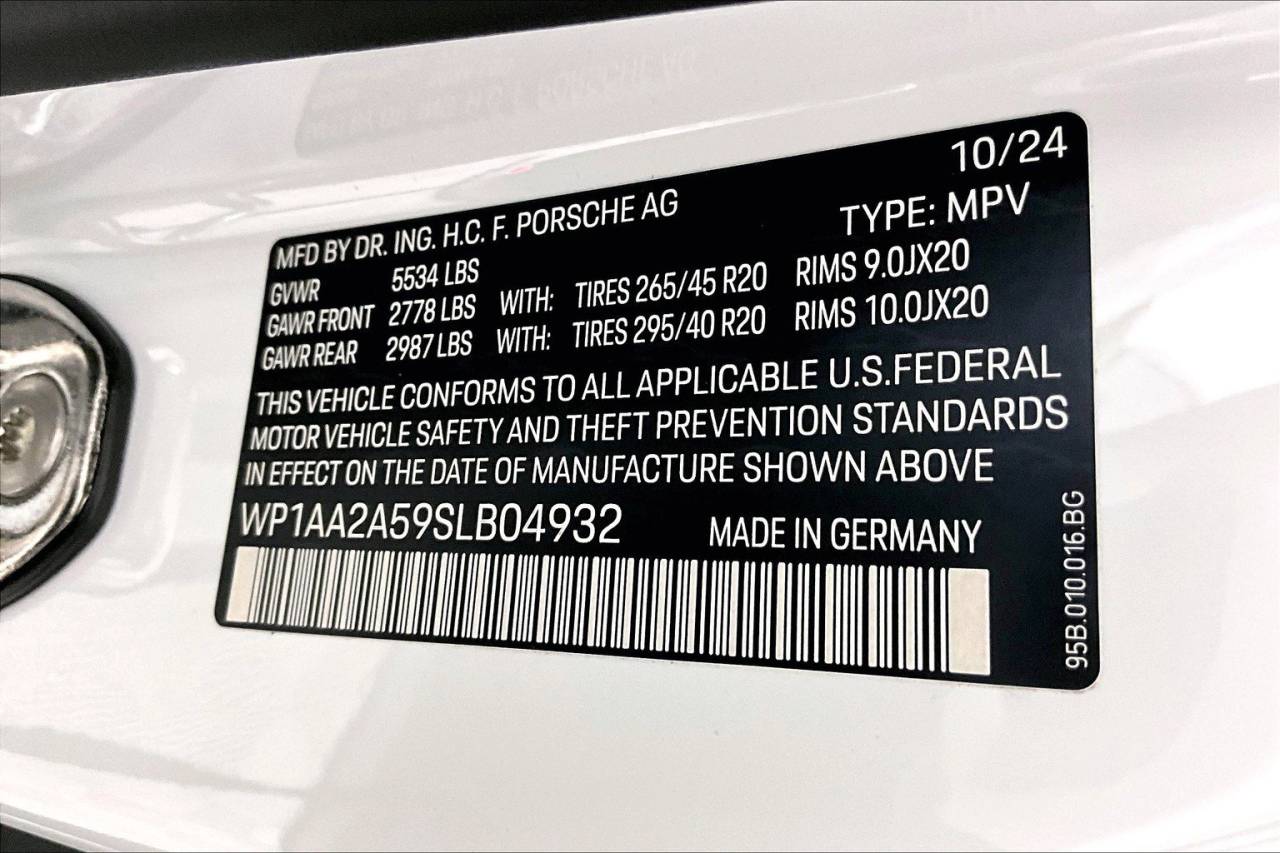 10/24
MFD BY DR. ING. H.C. F. PORSCHE AG TYPE: MPV
GVWR 5534 LBS
GAWR FRONT 2778 LBS WITH: TIRES 265/45 R20 RIMS 9.0JX20
GAWR REAR 2987 LBS WITH: TIRES 295/40 R20 RIMS 10.0JX20
THIS VEHICLE CONFORMS TO ALL APPLICABLE U.S.FEDERAL
MOTOR VEHICLE SAFETY AND THEFT PREVENTION STANDARDS
IN EFFECT ON THE DATE OF MANUFACTURE SHOWN ABOVE
WP1AA2A59SLB04932 MADE IN GERMANY
95B.010.016.BG